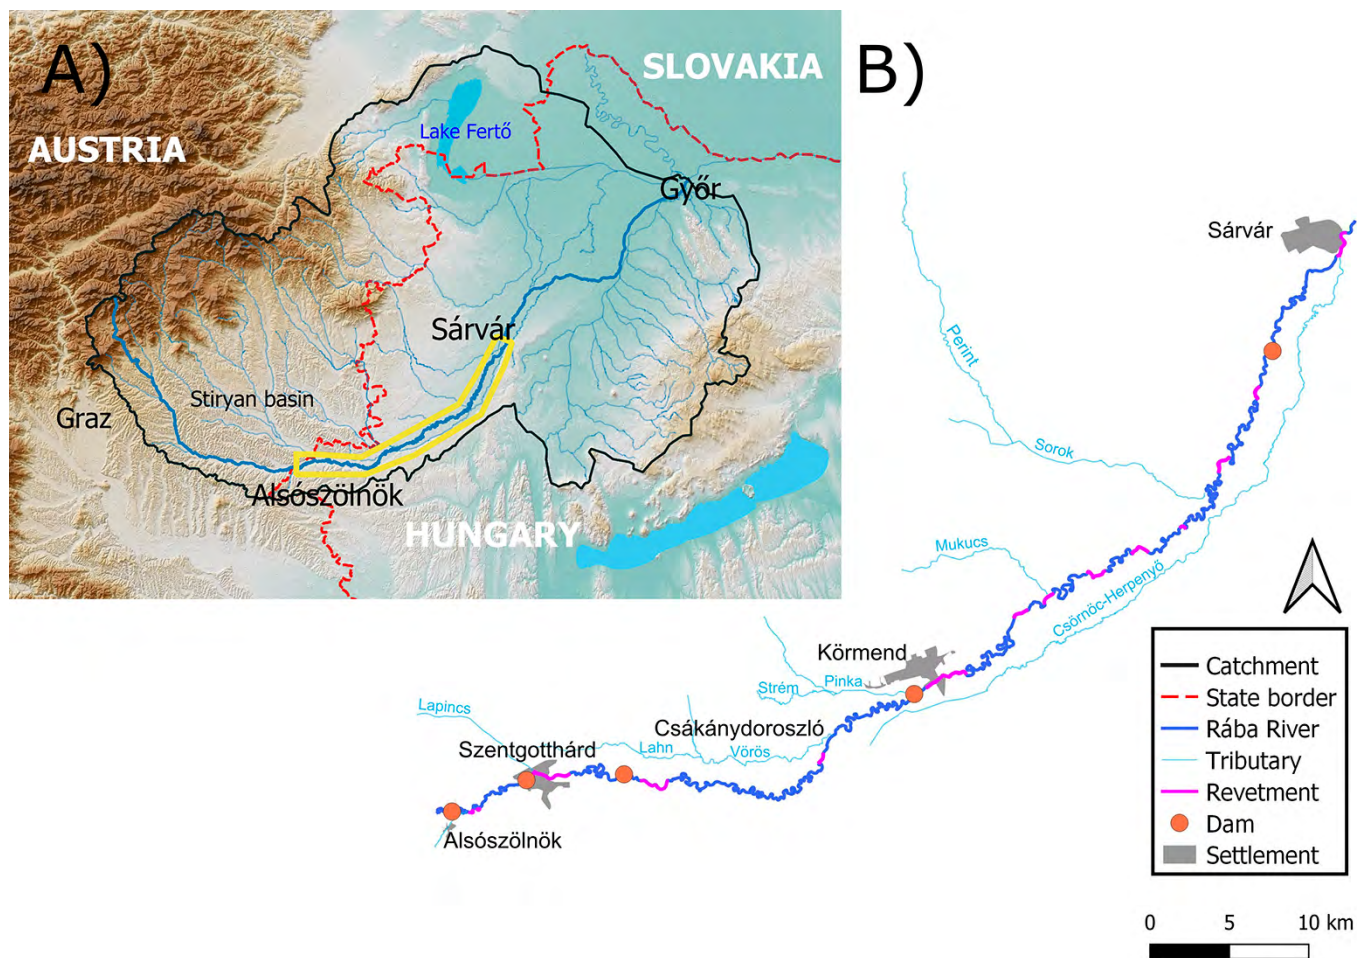 A)
SLOVAKIA
B)
Lake Fertő
AUSTRIA
Győr
Sárvár
Stiryan basin
Graz
Alsószölnök
HUNGARY
Sárvár
Perint
Sorok
Mukucs
Csörnöc-Herpenyő
Körmend
Pinka
Strém
Lapincs
Csákánydoroszló
Szentgotthárd
Lahn
Vörös
Alsószölnök
Catchment
State border
Rába River
Tributary
Revetment
Dam
Settlement
0 5 10 km